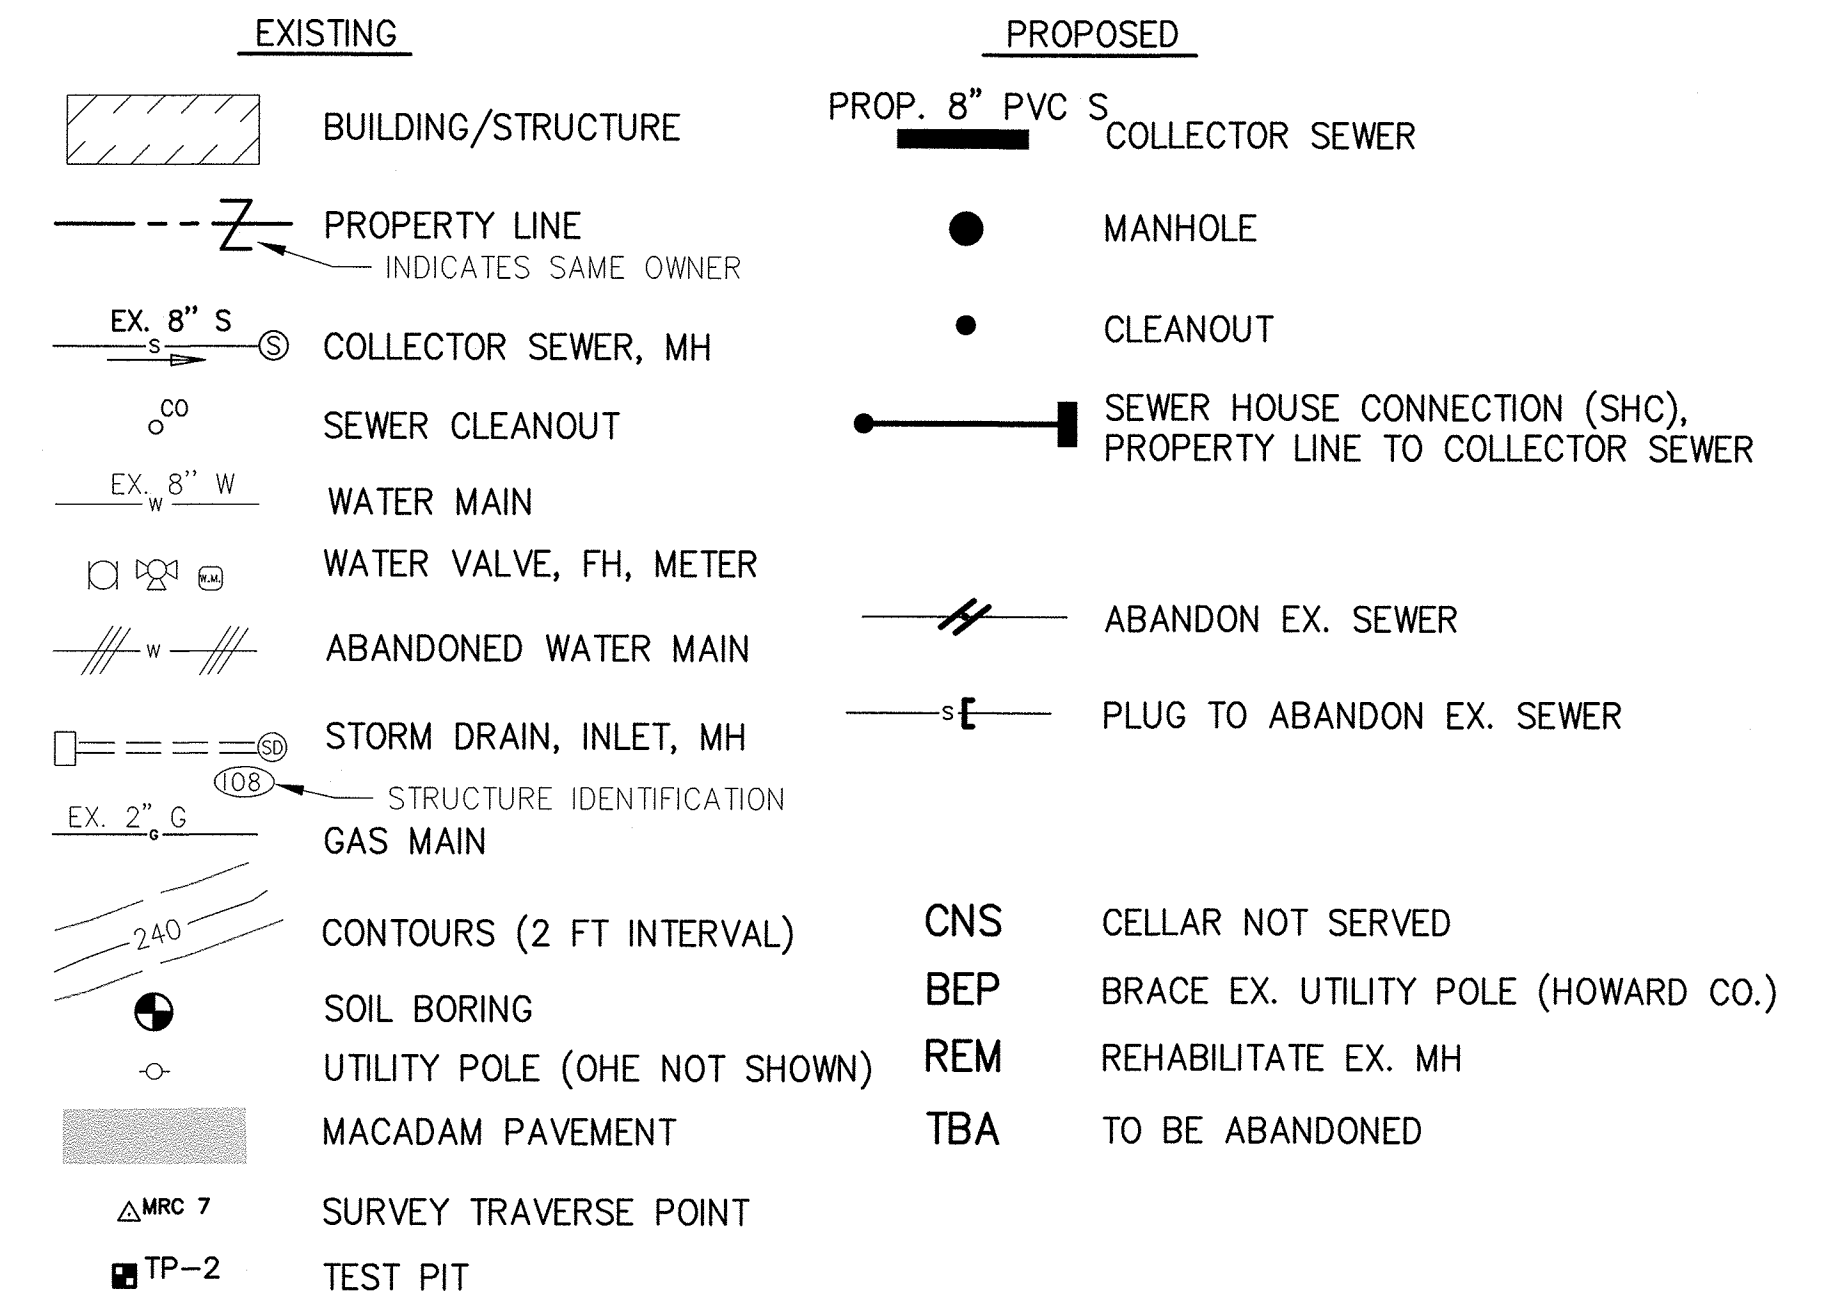 EXISTING
BUILDING/STRUCTURE
PROPERTY LINE
INDICATES SAME OWNER
EX. 8" S
S
S
COLLECTOR SEWER, MH
CO
SEWER CLEANOUT
EX. 8" W
W
WATER MAIN
W.M.
WATER VALVE, FH, METER
W
ABANDONED WATER MAIN
SD
STORM DRAIN, INLET, MH
108
STRUCTURE IDENTIFICATION
EX. 2" G
G
GAS MAIN
240
CONTOURS (2 FT INTERVAL)
SOIL BORING
UTILITY POLE (OHE NOT SHOWN)
MACADAM PAVEMENT
MRC 7
SURVEY TRAVERSE POINT
TP-2
TEST PIT
PROPOSED
PROP. 8" PVC S
COLLECTOR SEWER
MANHOLE
CLEANOUT
SEWER HOUSE CONNECTION (SHC),
PROPERTY LINE TO COLLECTOR SEWER
ABANDON EX. SEWER
S
PLUG TO ABANDON EX. SEWER
CNS CELLAR NOT SERVED
BEP BRACE EX. UTILITY POLE (HOWARD CO.)
REM REHABILITATE EX. MH
TBA TO BE ABANDONED